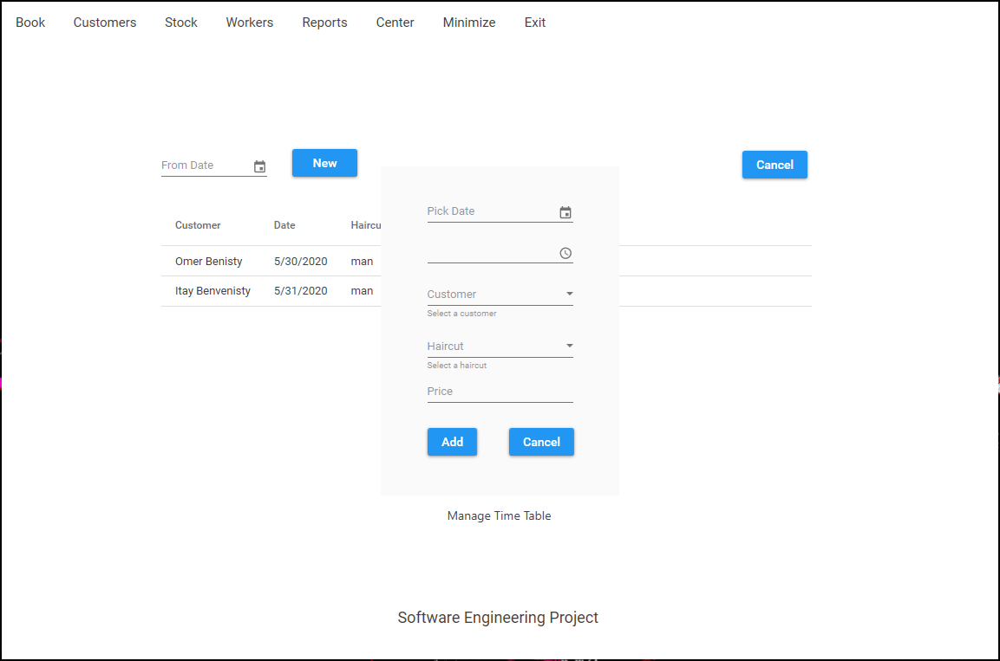 Book Customers Stock Workers Reports Center Minimize Exit
From Date New Cancel
Customer Date Haircu
Omer Benisty 5/30/2020 man
Itay Benvenisty 5/31/2020 man
Pick Date
Customer
Select a customer
Haircut
Select a haircut
Price
Add Cancel
Manage Time Table
Software Engineering Project